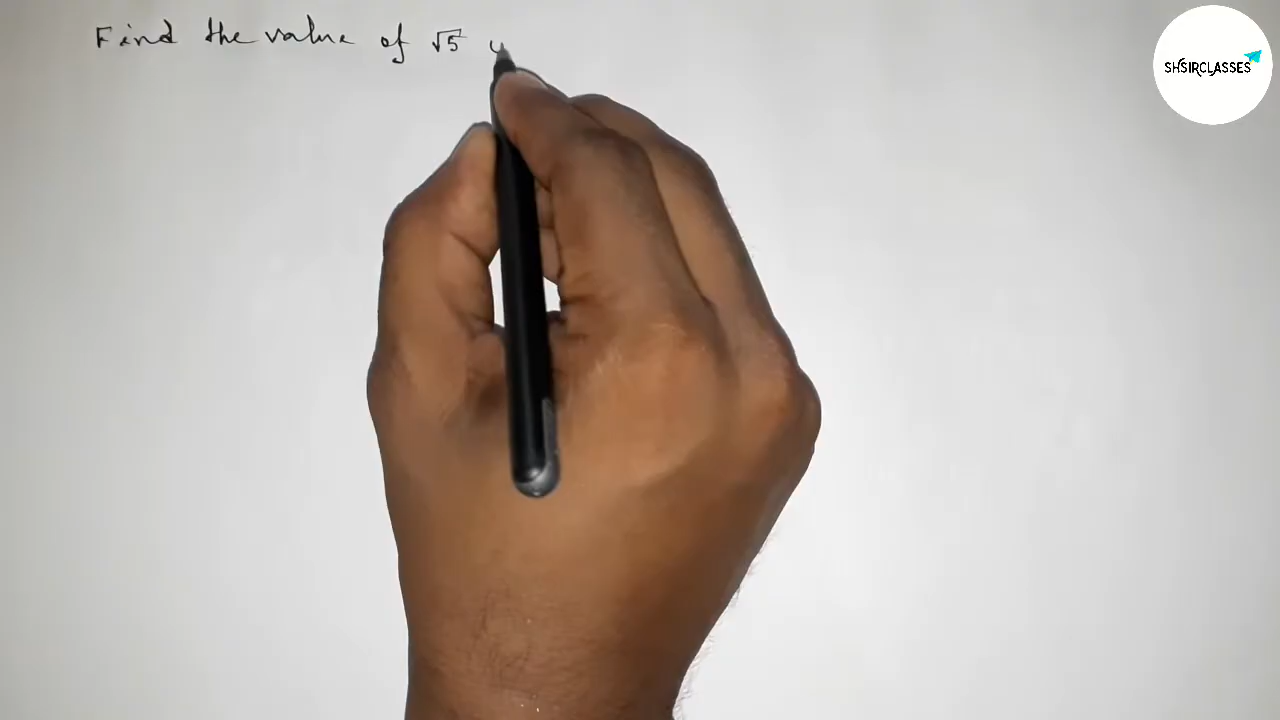 Find the value of √5 u
SHSIRCLASSES